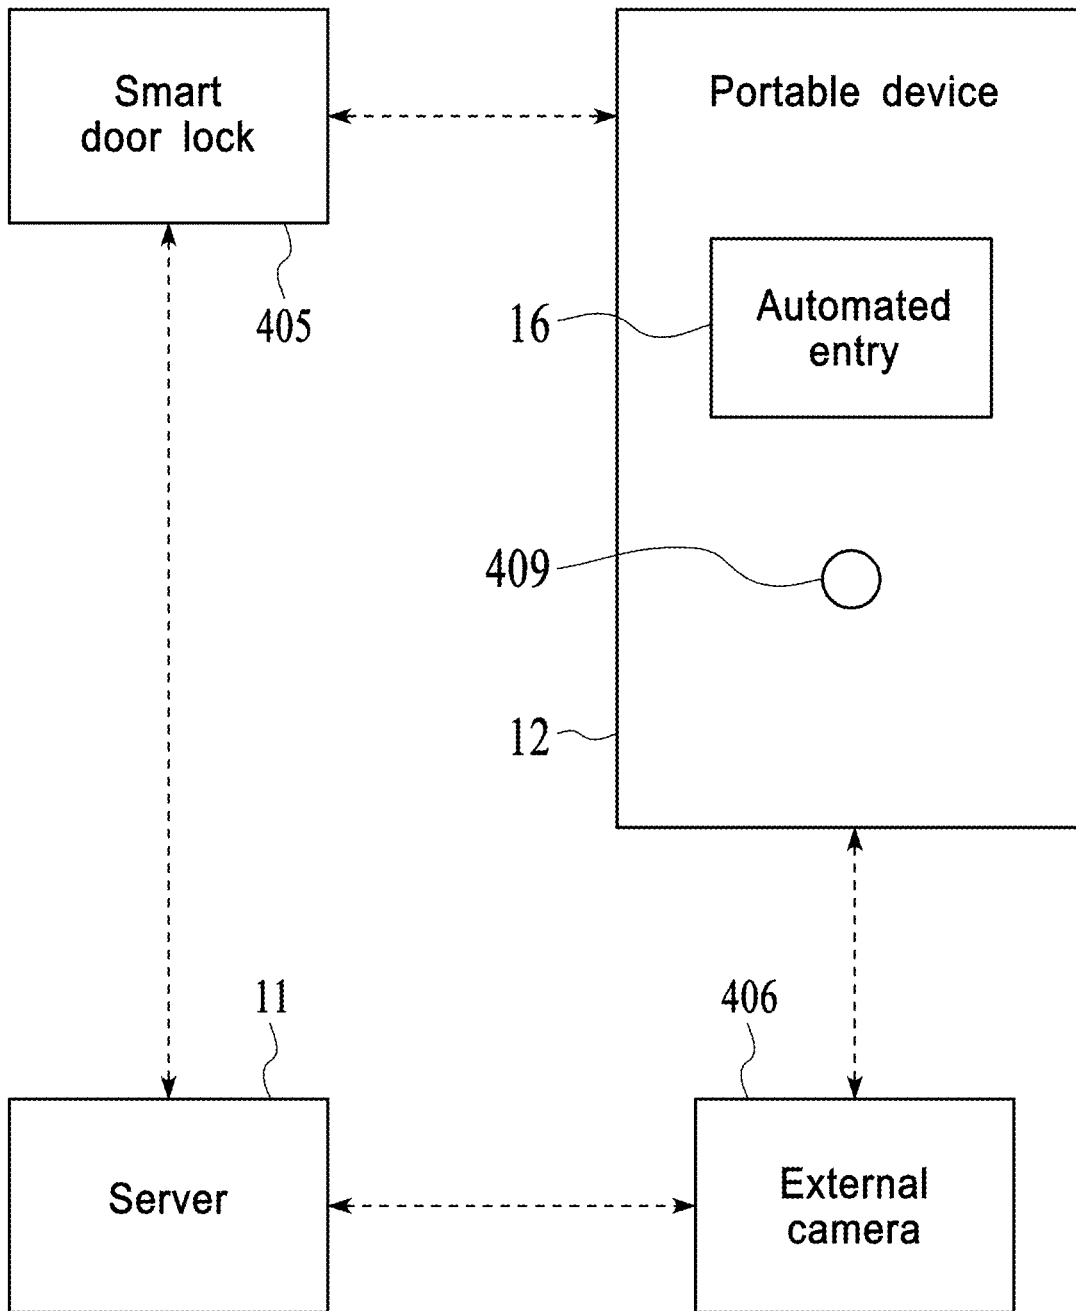 Smart
door lock
Portable device
405
16
Automated
entry
409
12
11
406
Server
External
camera